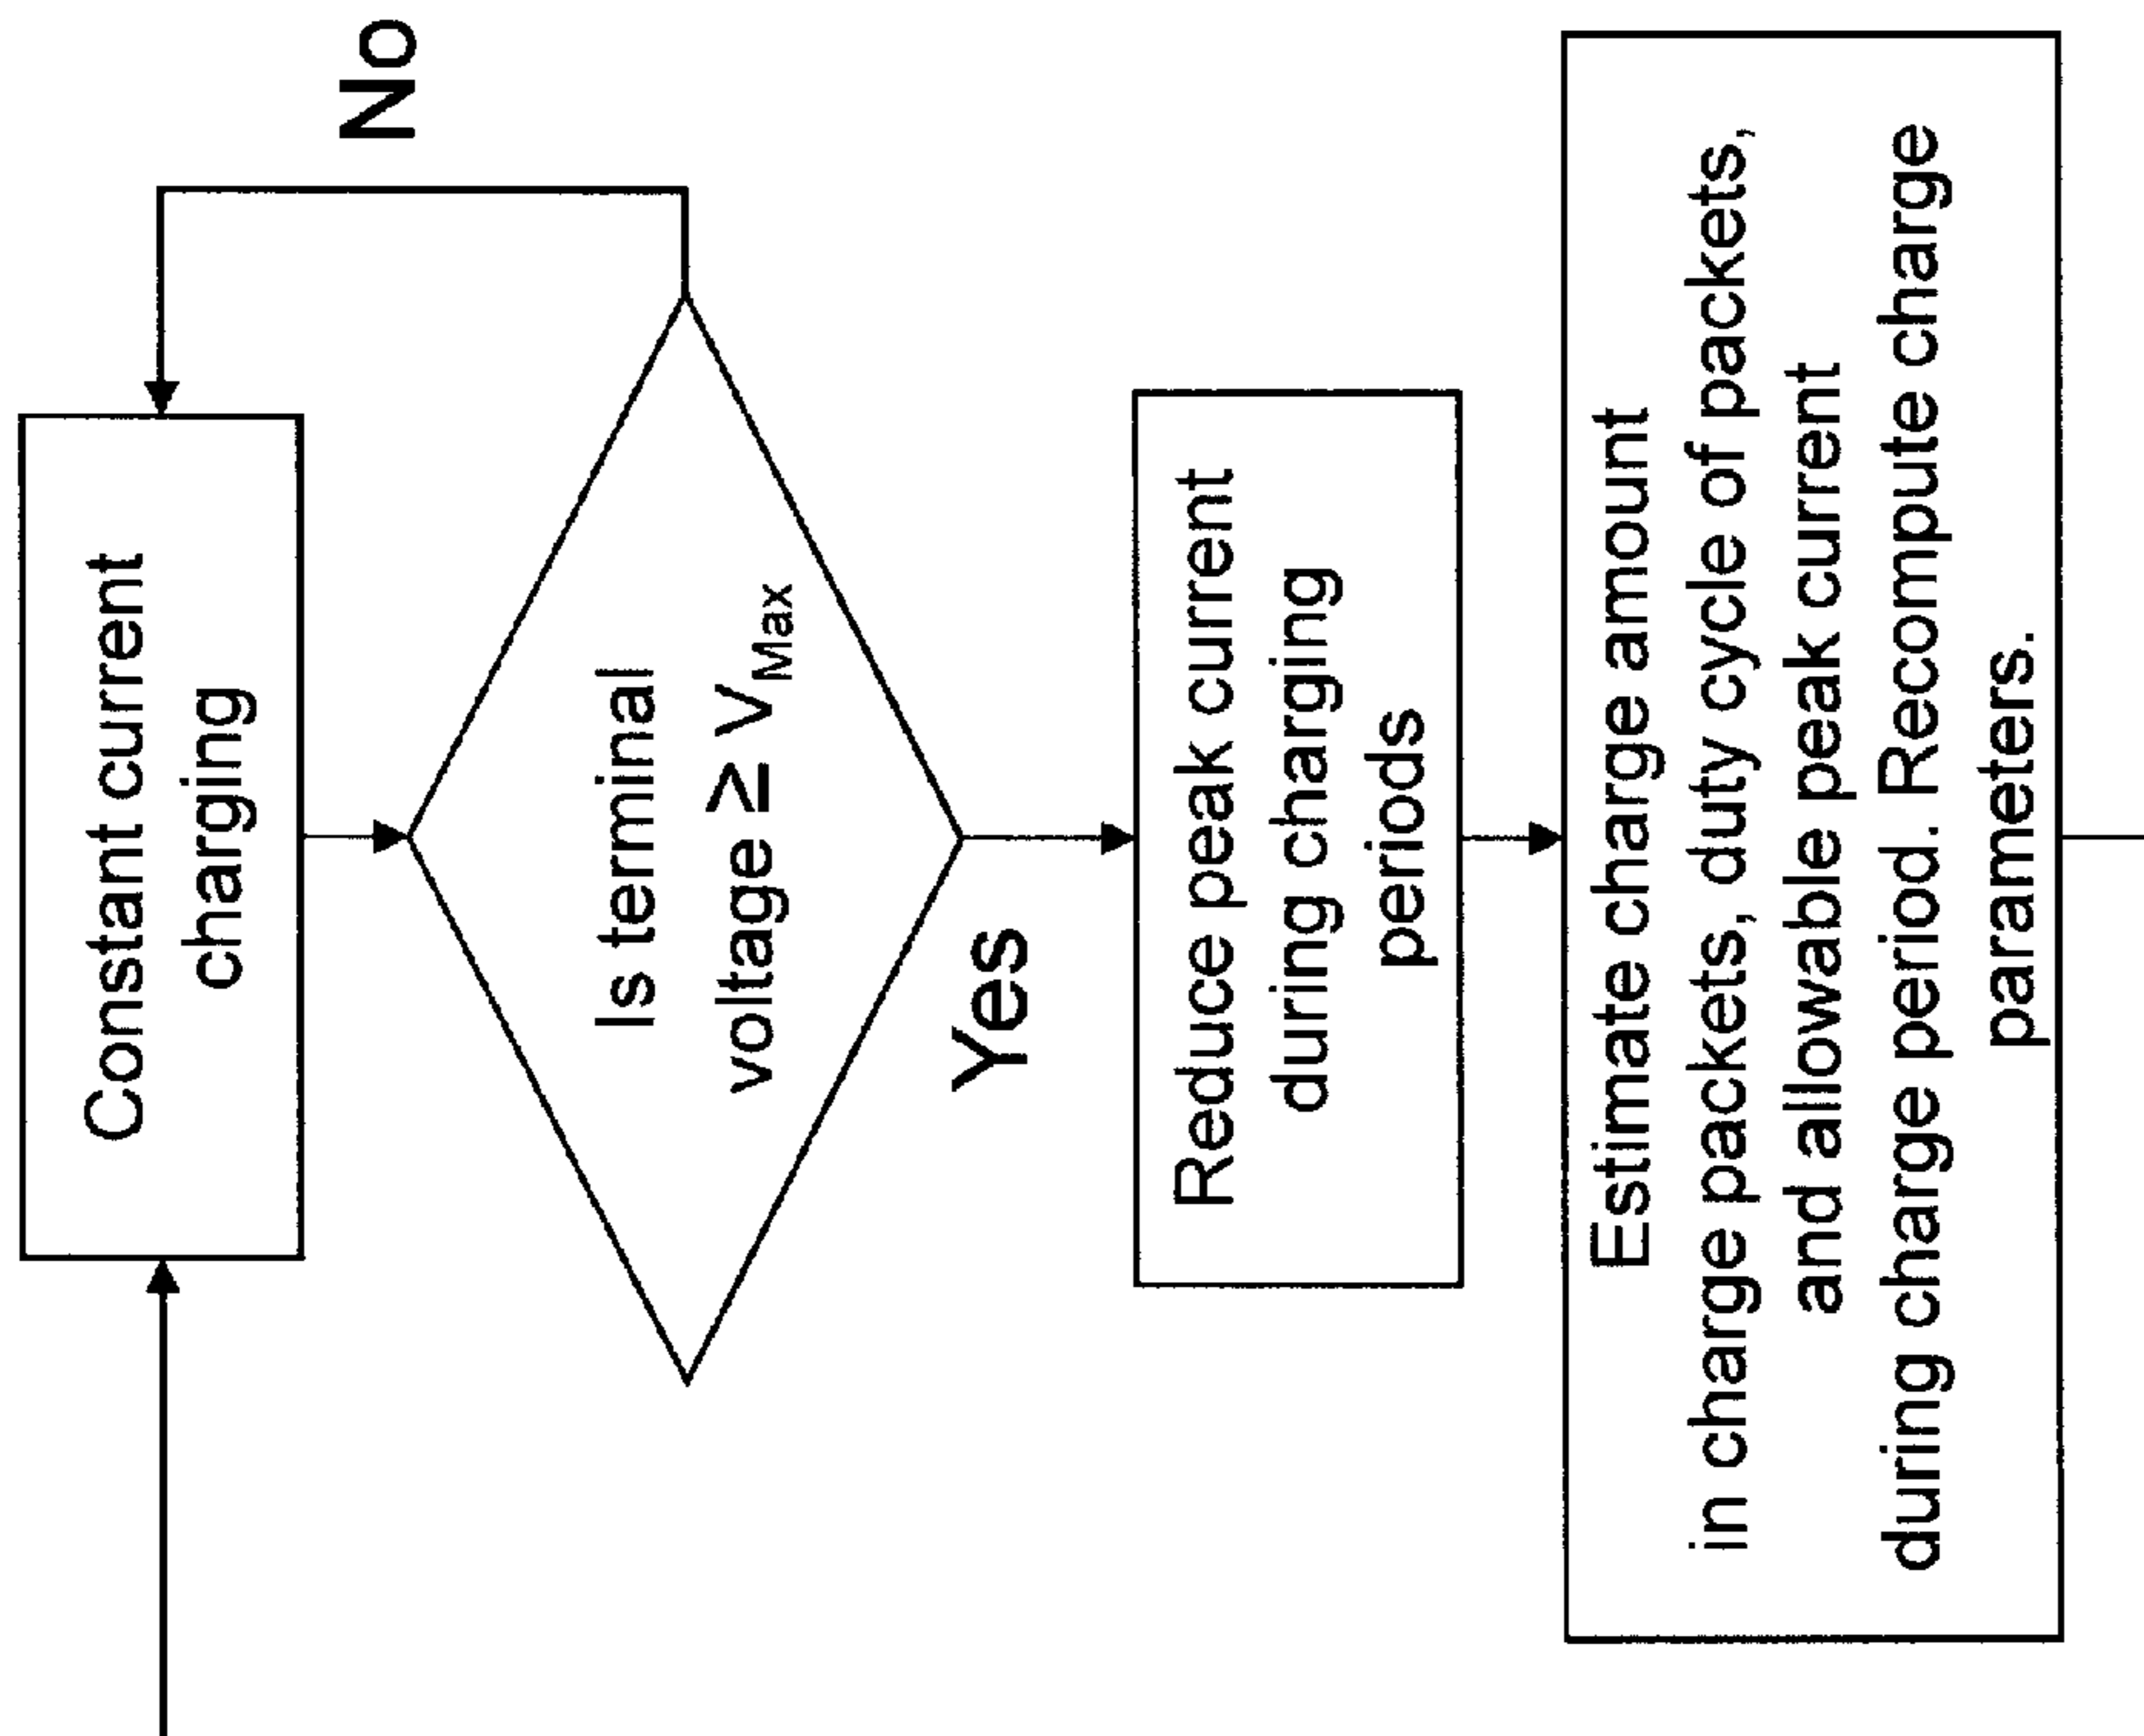 Constant current
charging
No
Is terminal
voltage ≥ VMax
Yes
Reduce peak current
during charging
periods
Estimate charge amount
in charge packets, duty cycle of packets,
and allowable peak current
during charge period. Recompute charge
parameters.